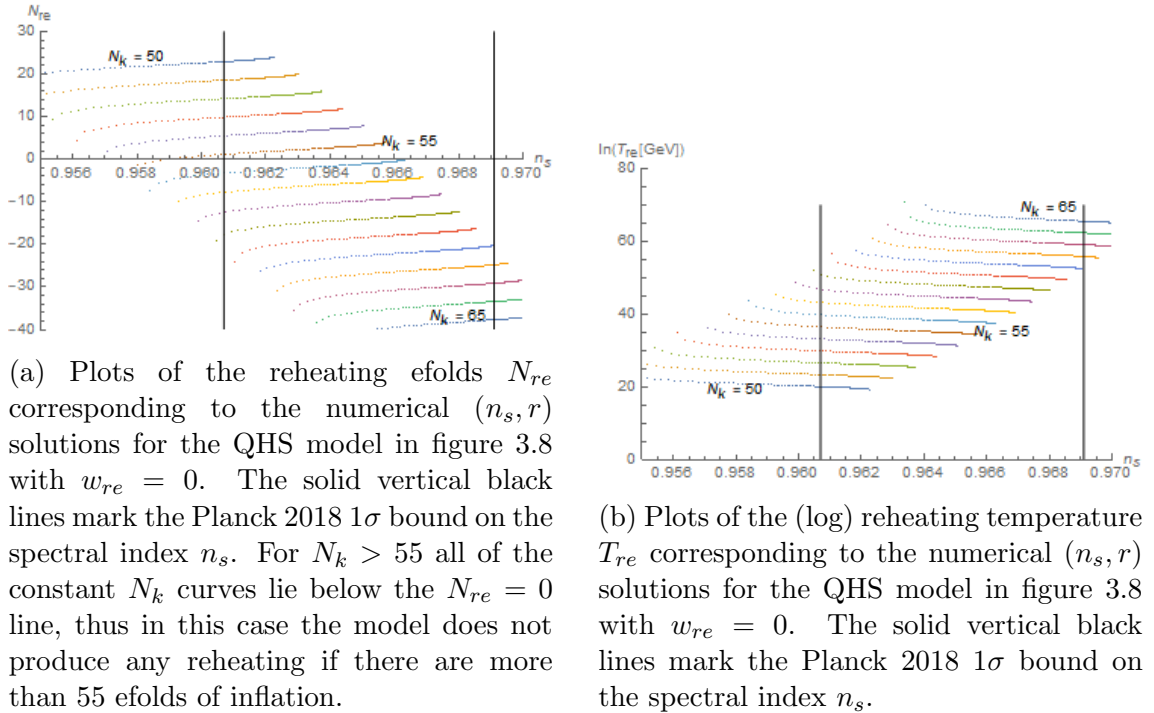 N_re
30
N_k = 50
20
10
N_k = 55
0
n_s
0.956 0.958 0.960 0.962 0.964 0.966 0.968 0.970
-10
-20
-30
N_k = 65
-40
(a) Plots of the reheating efolds N_re
corresponding to the numerical (n_s, r)
solutions for the QHS model in figure 3.8
with w_re = 0. The solid vertical black
lines mark the Planck 2018 1σ bound on the
spectral index n_s. For N_k > 55 all of the
constant N_k curves lie below the N_re = 0
line, thus in this case the model does not
produce any reheating if there are more
than 55 efolds of inflation.
ln(T_re[GeV])
80
N_k = 65
60
40
N_k = 55
20
N_k = 50
0
n_s
0.956 0.958 0.960 0.962 0.964 0.966 0.968 0.970
(b) Plots of the (log) reheating temperature
T_re corresponding to the numerical (n_s, r)
solutions for the QHS model in figure 3.8
with w_re = 0. The solid vertical black
lines mark the Planck 2018 1σ bound on
the spectral index n_s.